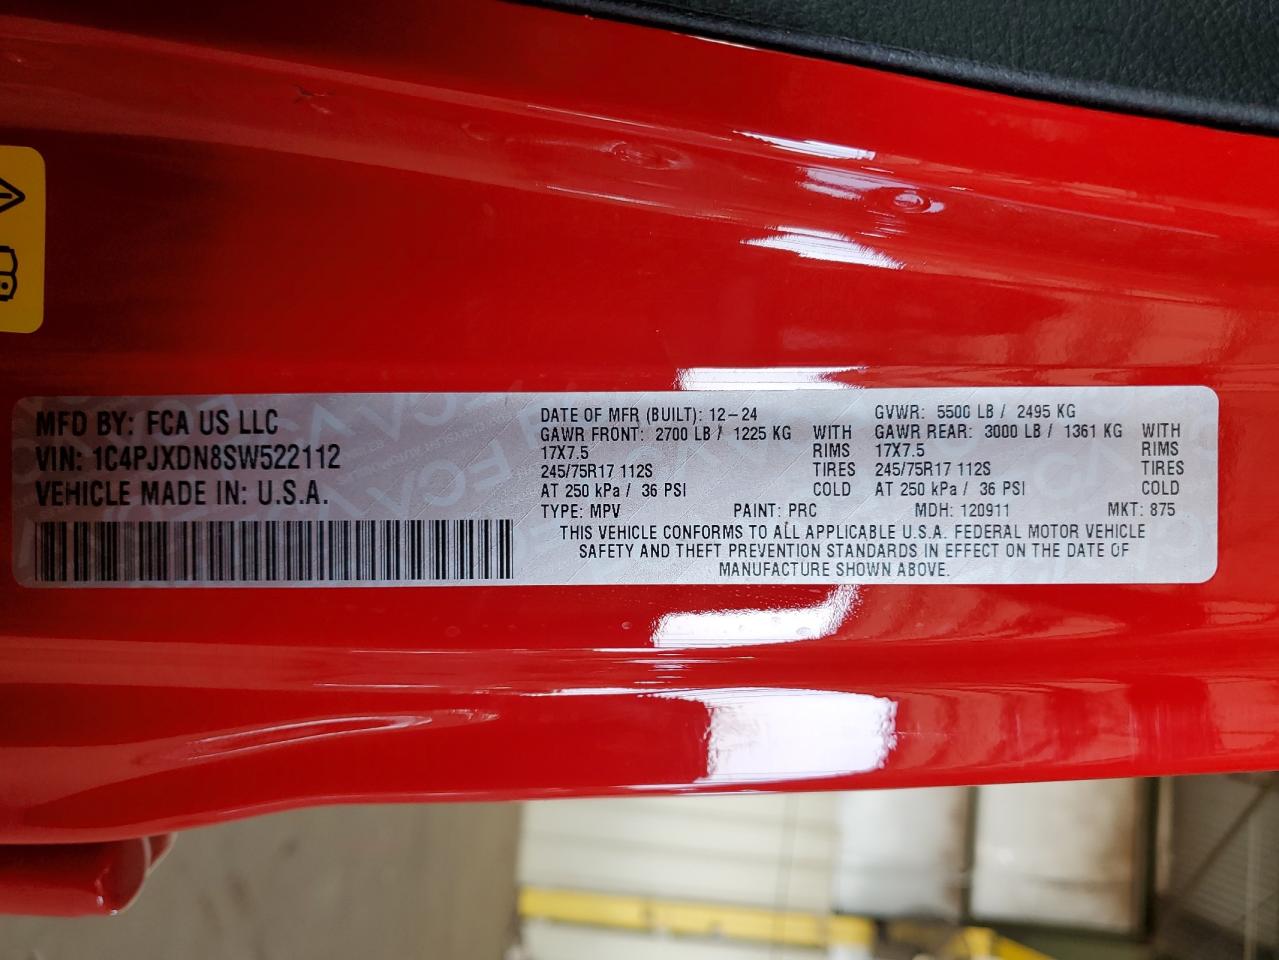 MFD BY: FCA US LLC
VIN: 1C4PJXDN8SW522112
VEHICLE MADE IN: U.S.A.
DATE OF MFR (BUILT): 12-24
GAWR FRONT: 2700 LB / 1225 KG WITH
17X7.5 RIMS
245/75R17 112S TIRES
AT 250 kPa / 36 PSI COLD
GVWR: 5500 LB / 2495 KG
GAWR REAR: 3000 LB / 1361 KG WITH
17X7.5 RIMS
245/75R17 112S TIRES
AT 250 kPa / 36 PSI COLD
TYPE: MPV PAINT: PRC MDH: 120911 MKT: 875
THIS VEHICLE CONFORMS TO ALL APPLICABLE U.S.A. FEDERAL MOTOR VEHICLE
SAFETY AND THEFT PREVENTION STANDARDS IN EFFECT ON THE DATE OF
MANUFACTURE SHOWN ABOVE.